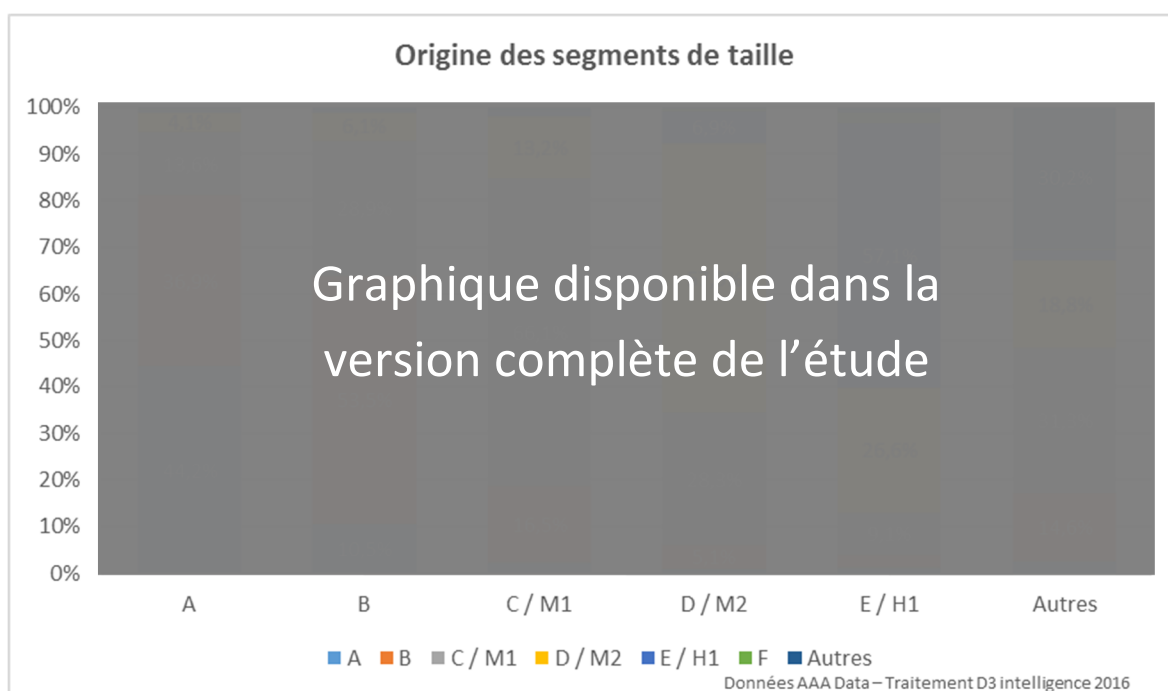 Origine des segments de taille
100%
90%
80%
70%
60%
50%
40%
30%
20%
10%
0%
Graphique disponible dans la
version complète de l’étude
A B C / M1 D / M2 E / H1 Autres
A B C / M1 D / M2 E / H1 F Autres
Données AAA Data – Traitement D3 intelligence 2016